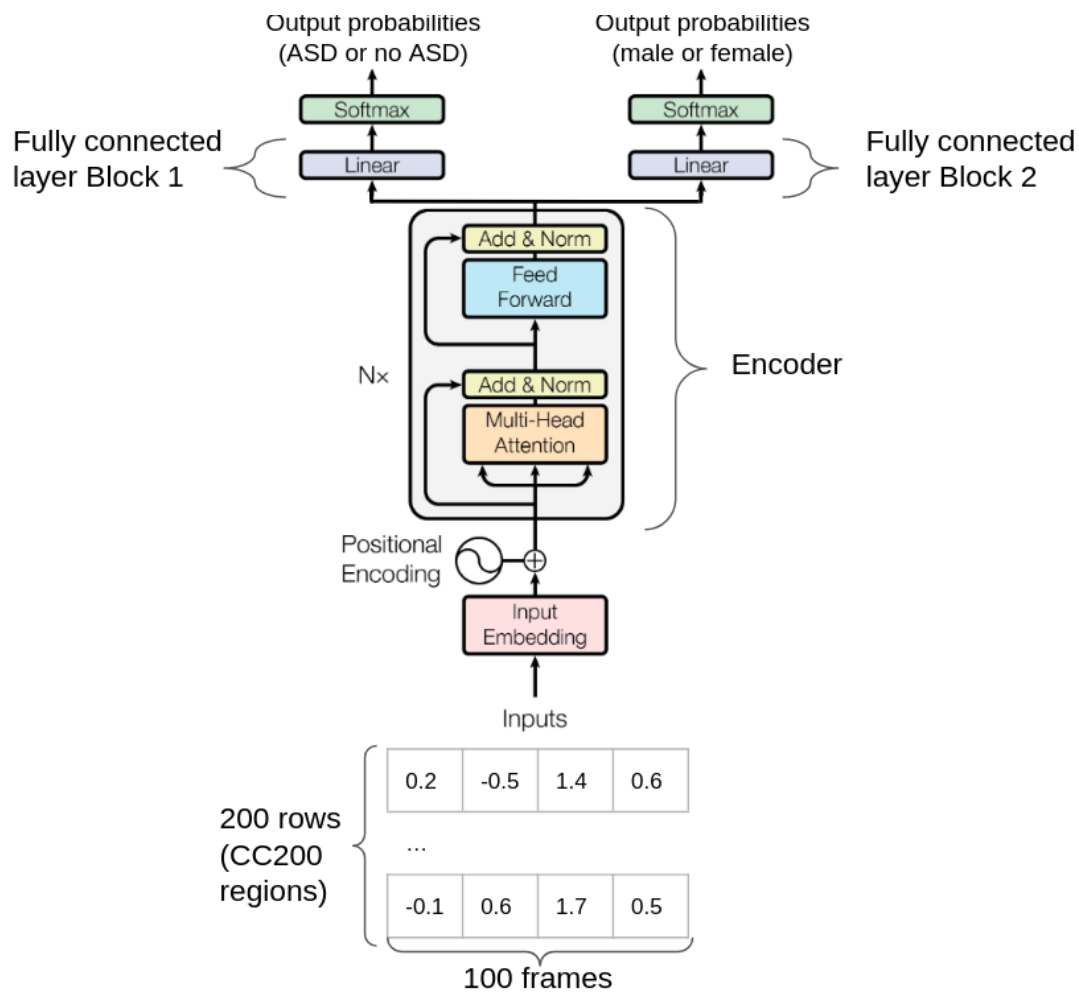 Output probabilities
(ASD or no ASD)
Output probabilities
(male or female)
Softmax
Softmax
Fully connected
layer Block 1
Linear
Linear
Fully connected
layer Block 2
Add & Norm
Feed
Forward
Nx
Add & Norm
Multi-Head
Attention
Encoder
Positional
Encoding
Input
Embedding
Inputs
200 rows
(CC200
regions)
0.2 -0.5 1.4 0.6
...
-0.1 0.6 1.7 0.5
100 frames